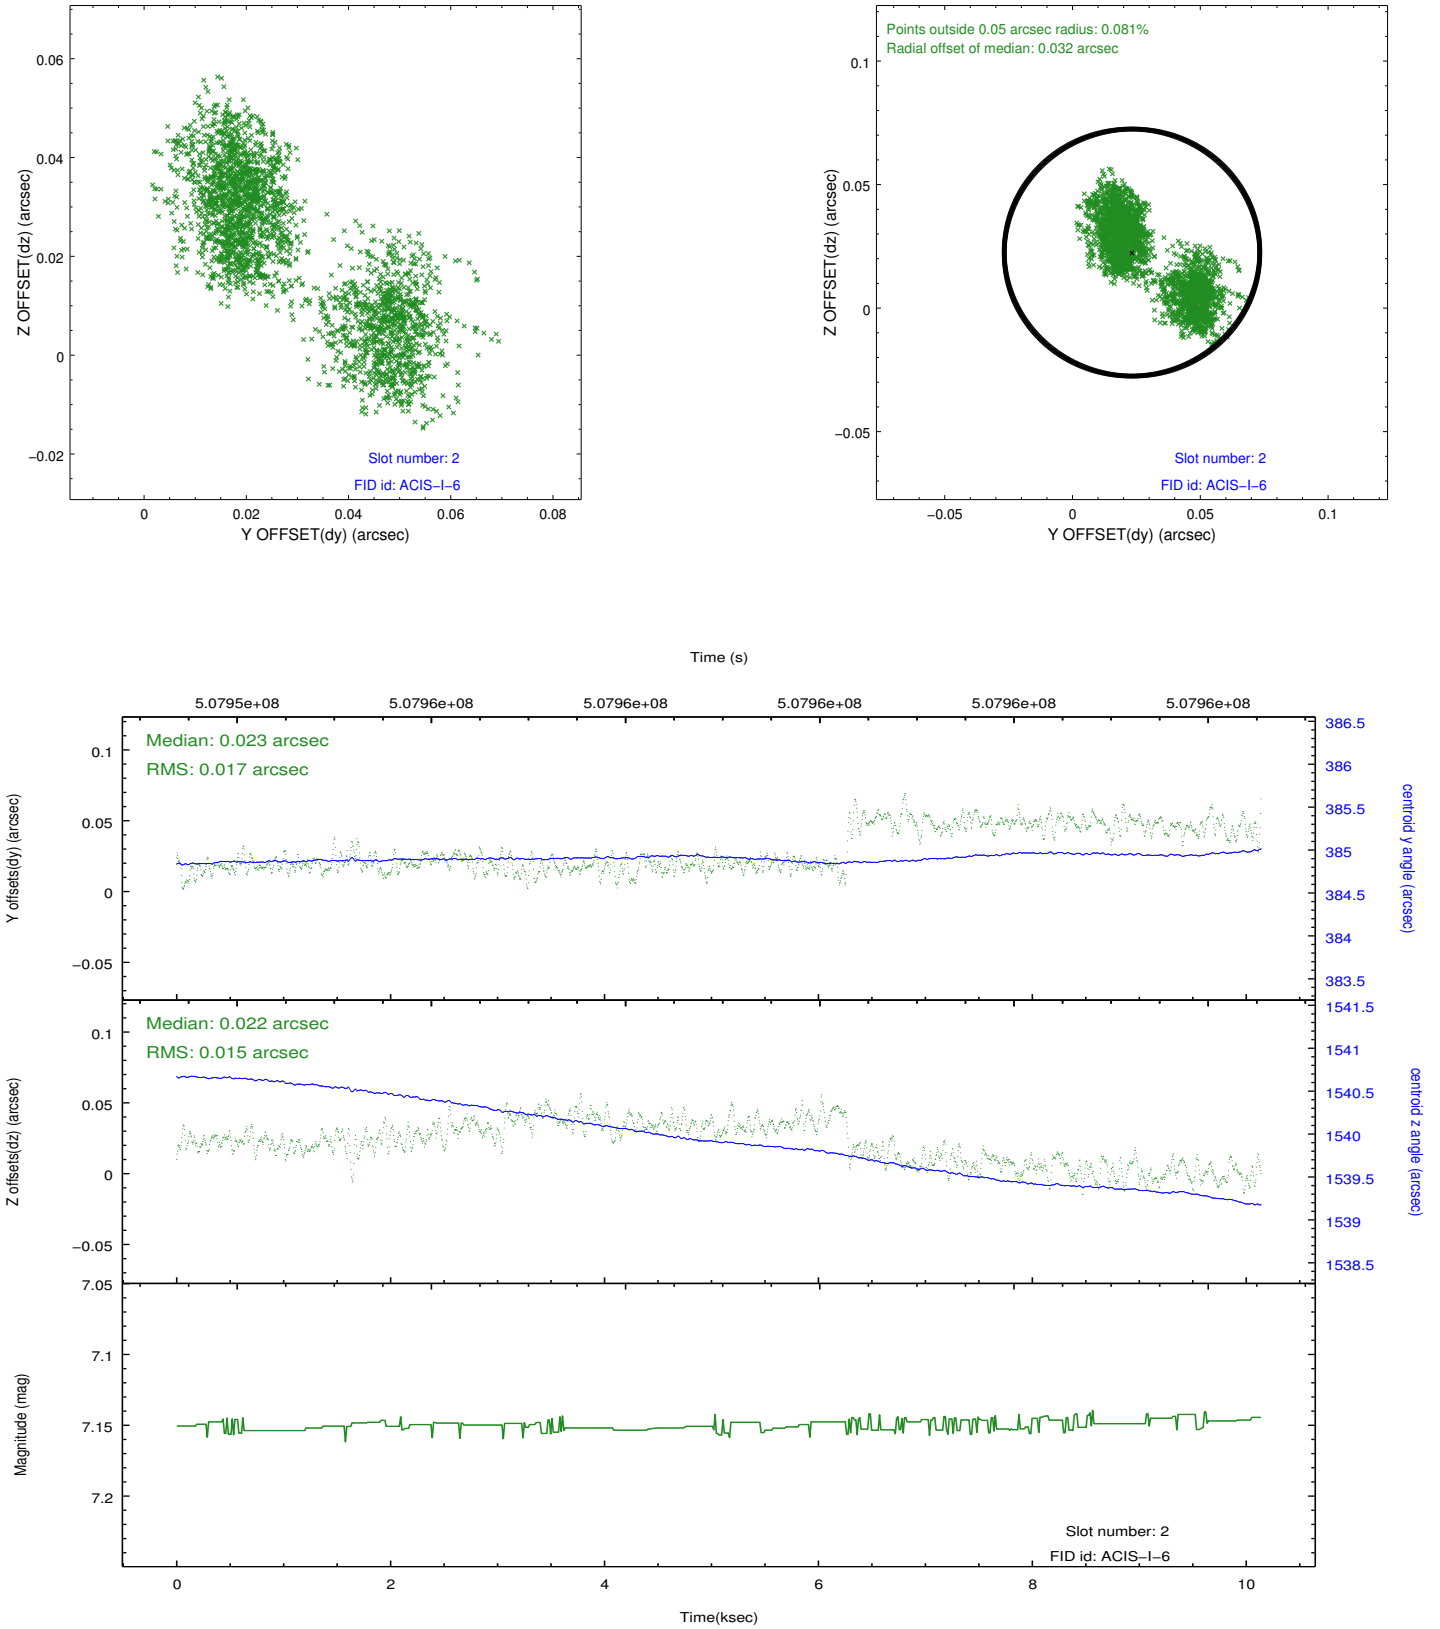 Points outside 0.05 arcsec radius: 0.081%
Radial offset of median: 0.032 arcsec
0.06
0.04
0.02
0
−0.02
Z OFFSET(dz) (arcsec)
Slot number: 2
FID id: ACIS−I−6
0 0.02 0.04 0.06 0.08
Y OFFSET(dy) (arcsec)
0.1
0.05
0
−0.05
Z OFFSET(dz) (arcsec)
Slot number: 2
FID id: ACIS−I−6
−0.05 0 0.05 0.1
Y OFFSET(dy) (arcsec)
Time (s)
5.0795e+08 5.0796e+08 5.0796e+08 5.0796e+08 5.0796e+08 5.0796e+08
Median: 0.023 arcsec
RMS: 0.017 arcsec
0.1
0.05
0
−0.05
Y offsets(dy) (arcsec)
386.5
386
385.5
385
384.5
384
383.5
centroid y angle (arcsec)
Median: 0.022 arcsec
RMS: 0.015 arcsec
0.1
0.05
0
−0.05
Z offsets(dz) (arcsec)
1541.5
1541
1540.5
1540
1539.5
1539
1538.5
centroid z angle (arcsec)
7.05
7.1
7.15
7.2
Magnitude (mag)
Slot number: 2
FID id: ACIS−I−6
0 2 4 6 8 10
Time(ksec)